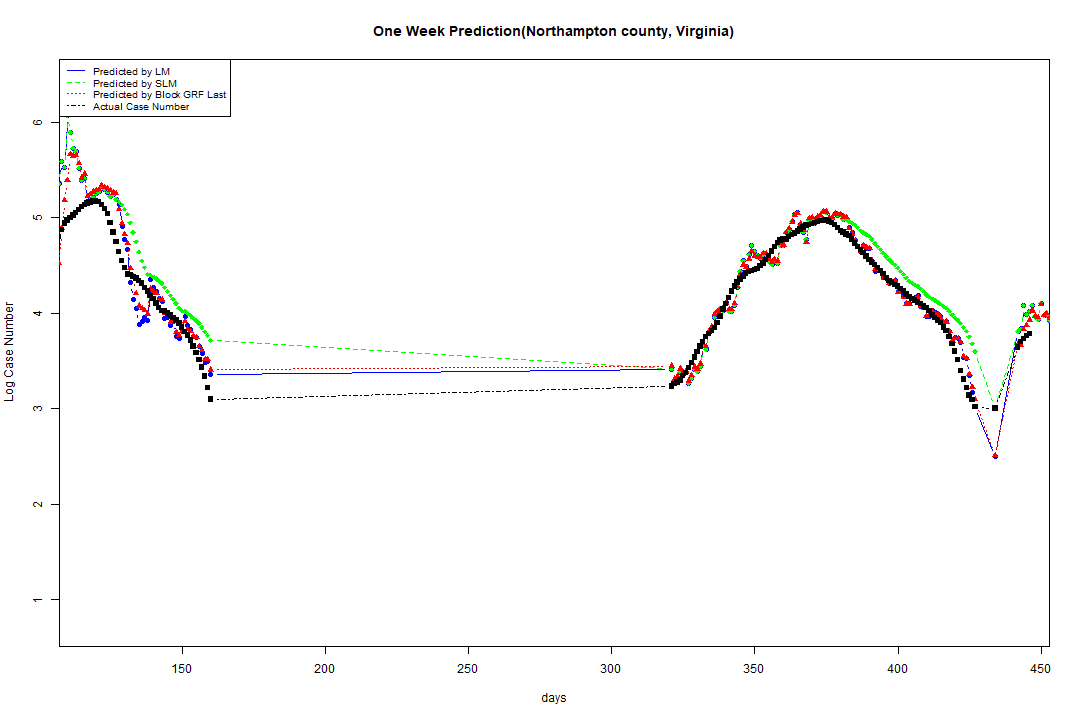 One Week Prediction(Northampton county, Virginia)
Predicted by LM
Predicted by SLM
Predicted by Block GRF Last
Actual Case Number
Log Case Number
6
5
4
3
2
1
150 200 250 300 350 400 450
days